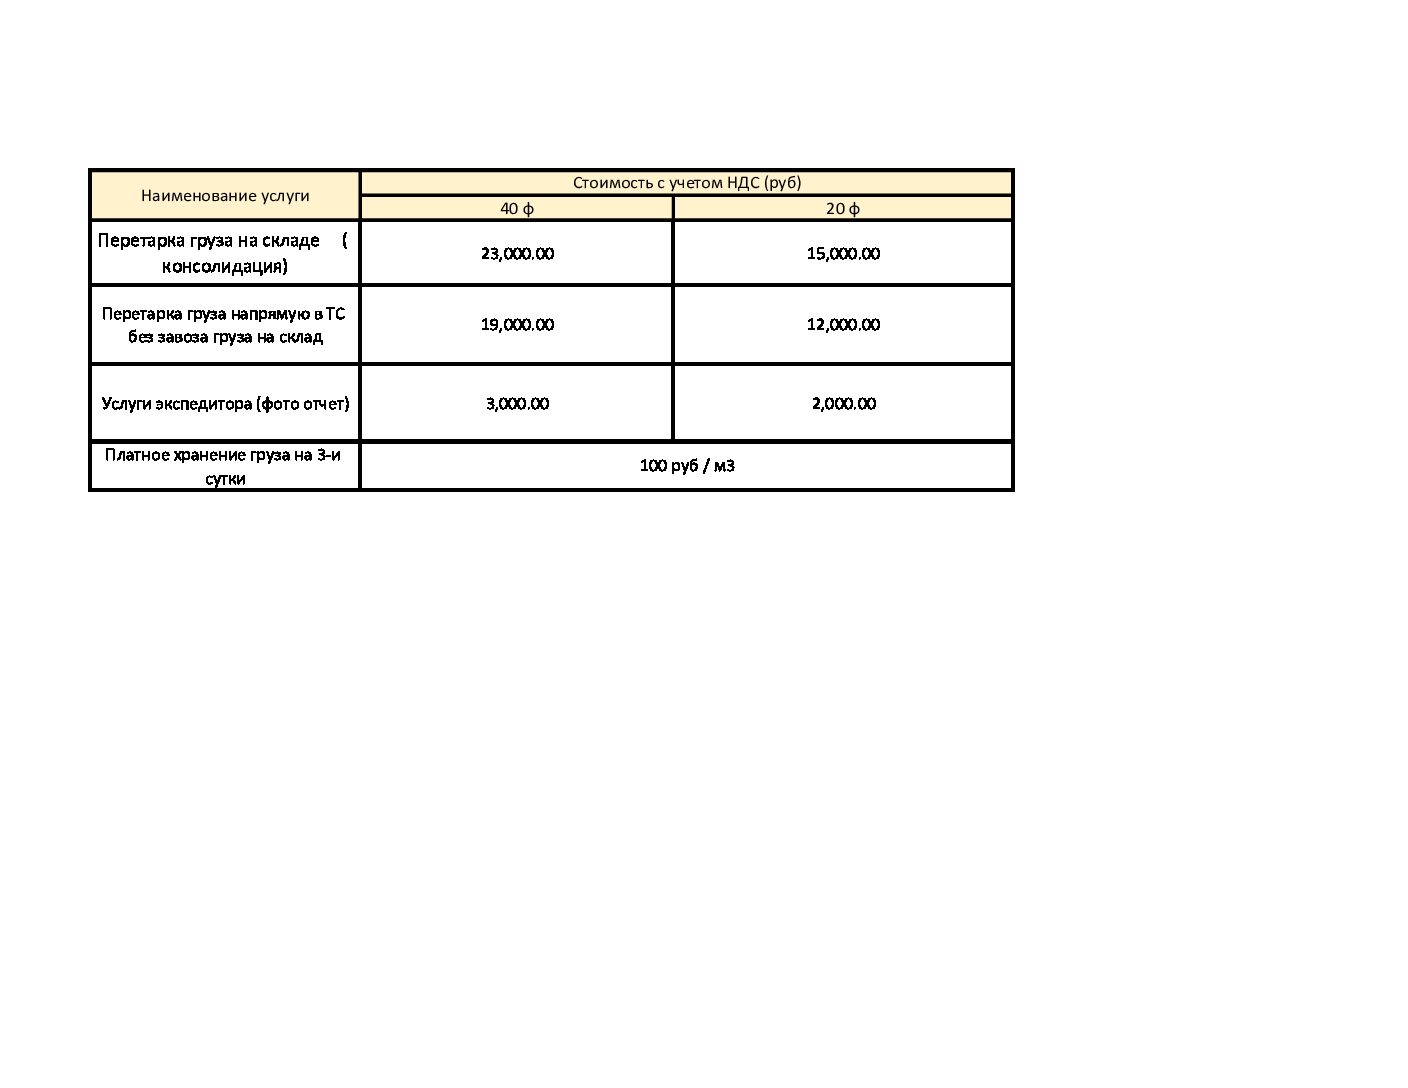 Наименование услуги
Стоимость с учетом НДС (руб)
40 ф
20 ф
Перетарка груза на складе (
консолидация)
23,000.00
15,000.00
Перетарка груза напрямую в ТС
без завоза груза на склад
19,000.00
12,000.00
Услуги экспедитора (фото отчет)
3,000.00
2,000.00
Платное хранение груза на 3-и
сутки
100 руб / м3